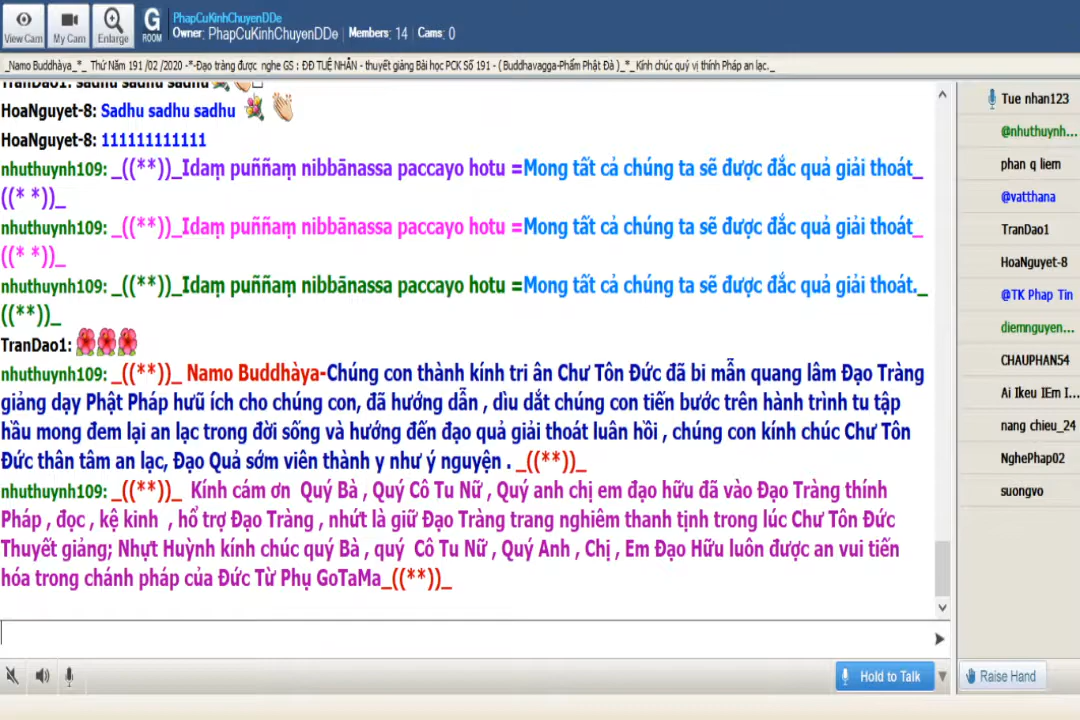 PhapCuKinhChuyenDDe
View Cam My Cam Enlarge G ROOM Owner: PhapCuKinhChuyenDDe Members: 14 Cams: 0
_Namo Buddhàya_*_ Thứ Năm 191 /02 /2020 -*-Đạo tràng được nghe GS : ĐĐ TUỆ NHÂN - thuyết giảng Bài học PCK Số 191 - ( Buddhavagga-Phẩm Phật Đà )_*_Kính chúc quý vị thính Pháp an lạc._
TranDao1: sadhu sadhu sadhu
HoaNguyet-8: Sadhu sadhu sadhu
HoaNguyet-8: 111111111111
nhuthuynh109: _((**))_Idaṃ puññaṃ nibbānassa paccayo hotu =Mong tất cả chúng ta sẽ được đắc quả giải thoát_
((* *))_
nhuthuynh109: _((**))_Idaṃ puññaṃ nibbānassa paccayo hotu =Mong tất cả chúng ta sẽ được đắc quả giải thoát_
((* *))_
nhuthuynh109: _((**))_Idaṃ puññaṃ nibbānassa paccayo hotu =Mong tất cả chúng ta sẽ được đắc quả giải thoát._
((**))_
TranDao1:
nhuthuynh109: _((**))_ Namo Buddhàya-Chúng con thành kính tri ân Chư Tôn Đức đã bi mẫn quang lâm Đạo Tràng
giảng dạy Phật Pháp hưũ ích cho chúng con, đã hướng dẫn , dìu dắt chúng con tiến bước trên hành trình tu tập
hầu mong đem lại an lạc trong đời sống và hướng đến đạo quả giải thoát luân hồi , chúng con kính chúc Chư Tôn
Đức thân tâm an lạc, Đạo Quả sớm viên thành y như ý nguyện . _((**))_
nhuthuynh109: _((**))_ Kính cám ơn Quý Bà , Quý Cô Tu Nữ , Quý anh chị em đạo hữu đã vào Đạo Tràng thính
Pháp , đọc , kệ kinh , hổ trợ Đạo Tràng , nhứt là giữ Đạo Tràng trang nghiêm thanh tịnh trong lúc Chư Tôn Đức
Thuyết giảng; Nhựt Huỳnh kính chúc quý Bà , quý Cô Tu Nữ , Quý Anh , Chị , Em Đạo Hữu luôn được an vui tiến
hóa trong chánh pháp của Đức Từ Phụ GoTaMa_((**))_
Tue nhan123
@nhuthuynh...
phan q liem
@vatthana
TranDao1
HoaNguyet-8
@TK Phap Tin
diemnguyen...
CHAUPHAN54
Ai Ikeu IEm I...
nang chieu_24
NghePhap02
suongvo
Hold to Talk
Raise Hand